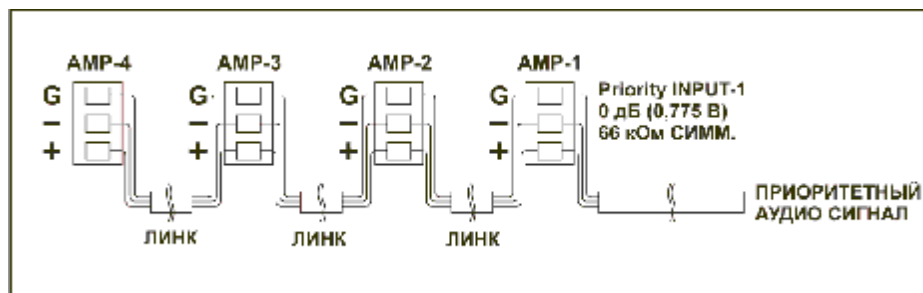 AMP-4
AMP-3
AMP-2
AMP-1
G
G
G
G
Priority INPUT-1
–
–
–
–
0 дБ (0,775 В)
+
+
+
+
66 кОм СИММ.
ЛИНК
ЛИНК
ЛИНК
ПРИОРИТЕТНЫЙ
АУДИО СИГНАЛ